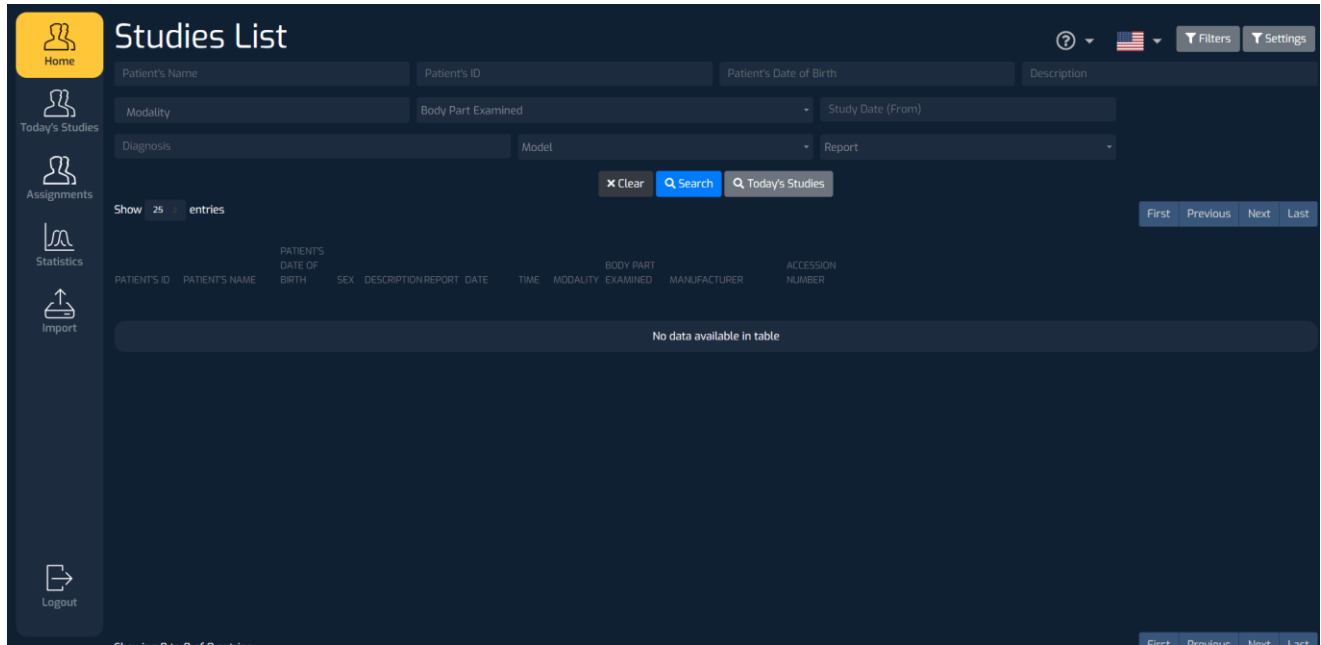 Home
Today's Studies
Assignments
Statistics
Import
Logout
Studies List
Filters
Settings
Patient's Name
Patient's ID
Patient's Date of Birth
Description
Modality
Body Part Examined
Study Date (From)
Diagnosis
Model
Report
Clear
Search
Today's Studies
Show 25 entries
First Previous Next Last
PATIENT'S ID
PATIENT'S NAME
PATIENT'S
DATE OF
BIRTH
SEX
DESCRIPTION
REPORT
DATE
TIME
MODALITY
BODY PART
EXAMINED
MANUFACTURER
ACCESSION
NUMBER
No data available in table
First Previous Next Last